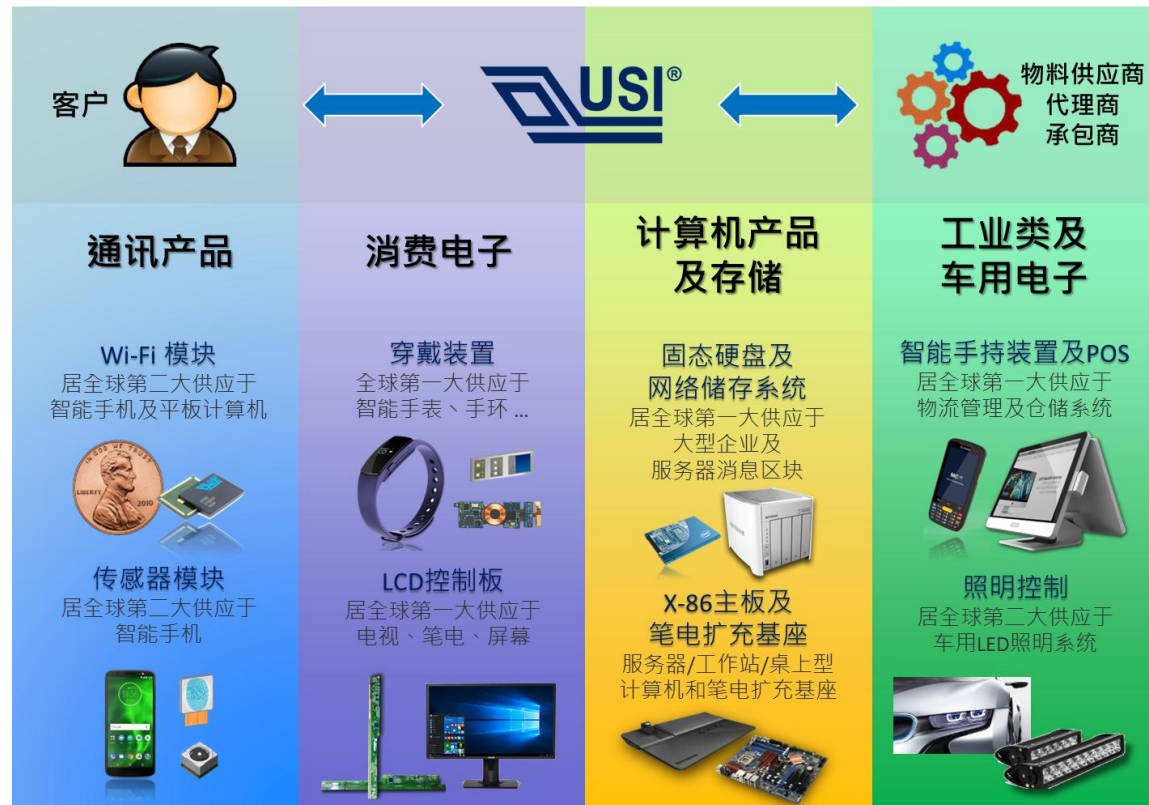 客户
USI®
物料供应商
代理商
承包商
通讯产品
Wi-Fi 模块
居全球第二大供应于
智能手机及平板计算机
IN GOD WE TRUST
LIBERTY
2010
USI
传感器模块
居全球第二大供应于
智能手机
消费电子
穿戴装置
全球第一大供应于
智能手表、手环 ...
LCD控制板
居全球第一大供应于
电视、笔电、屏幕
计算机产品
及存储
固态硬盘及
网络储存系统
居全球第一大供应于
大型企业及
服务器消息区块
X-86主板及
笔电扩充基座
服务器/工作站/桌上型
计算机和笔电扩充基座
工业类及
车用电子
智能手持装置及POS
居全球第一大供应于
物流管理及仓储系统
照明控制
居全球第二大供应于
车用LED照明系统